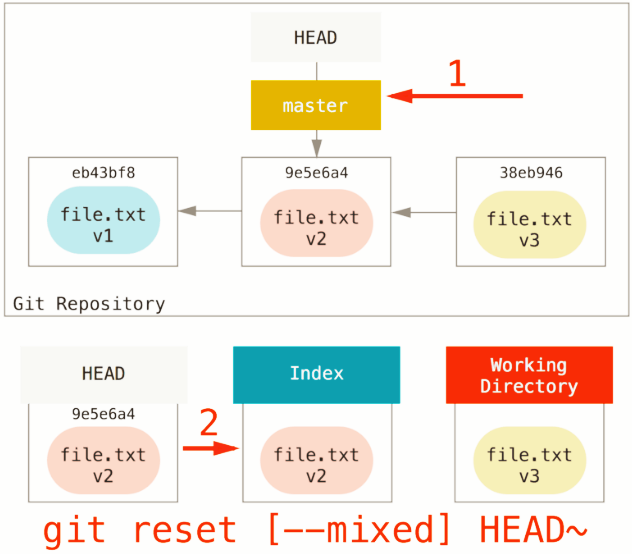 HEAD
1
master
eb43bf8
9e5e6a4
38eb946
file.txt
v1
file.txt
v2
file.txt
v3
Git Repository
HEAD
Index
Working
Directory
9e5e6a4
2
file.txt
v2
file.txt
v2
file.txt
v3
git reset [--mixed] HEAD~